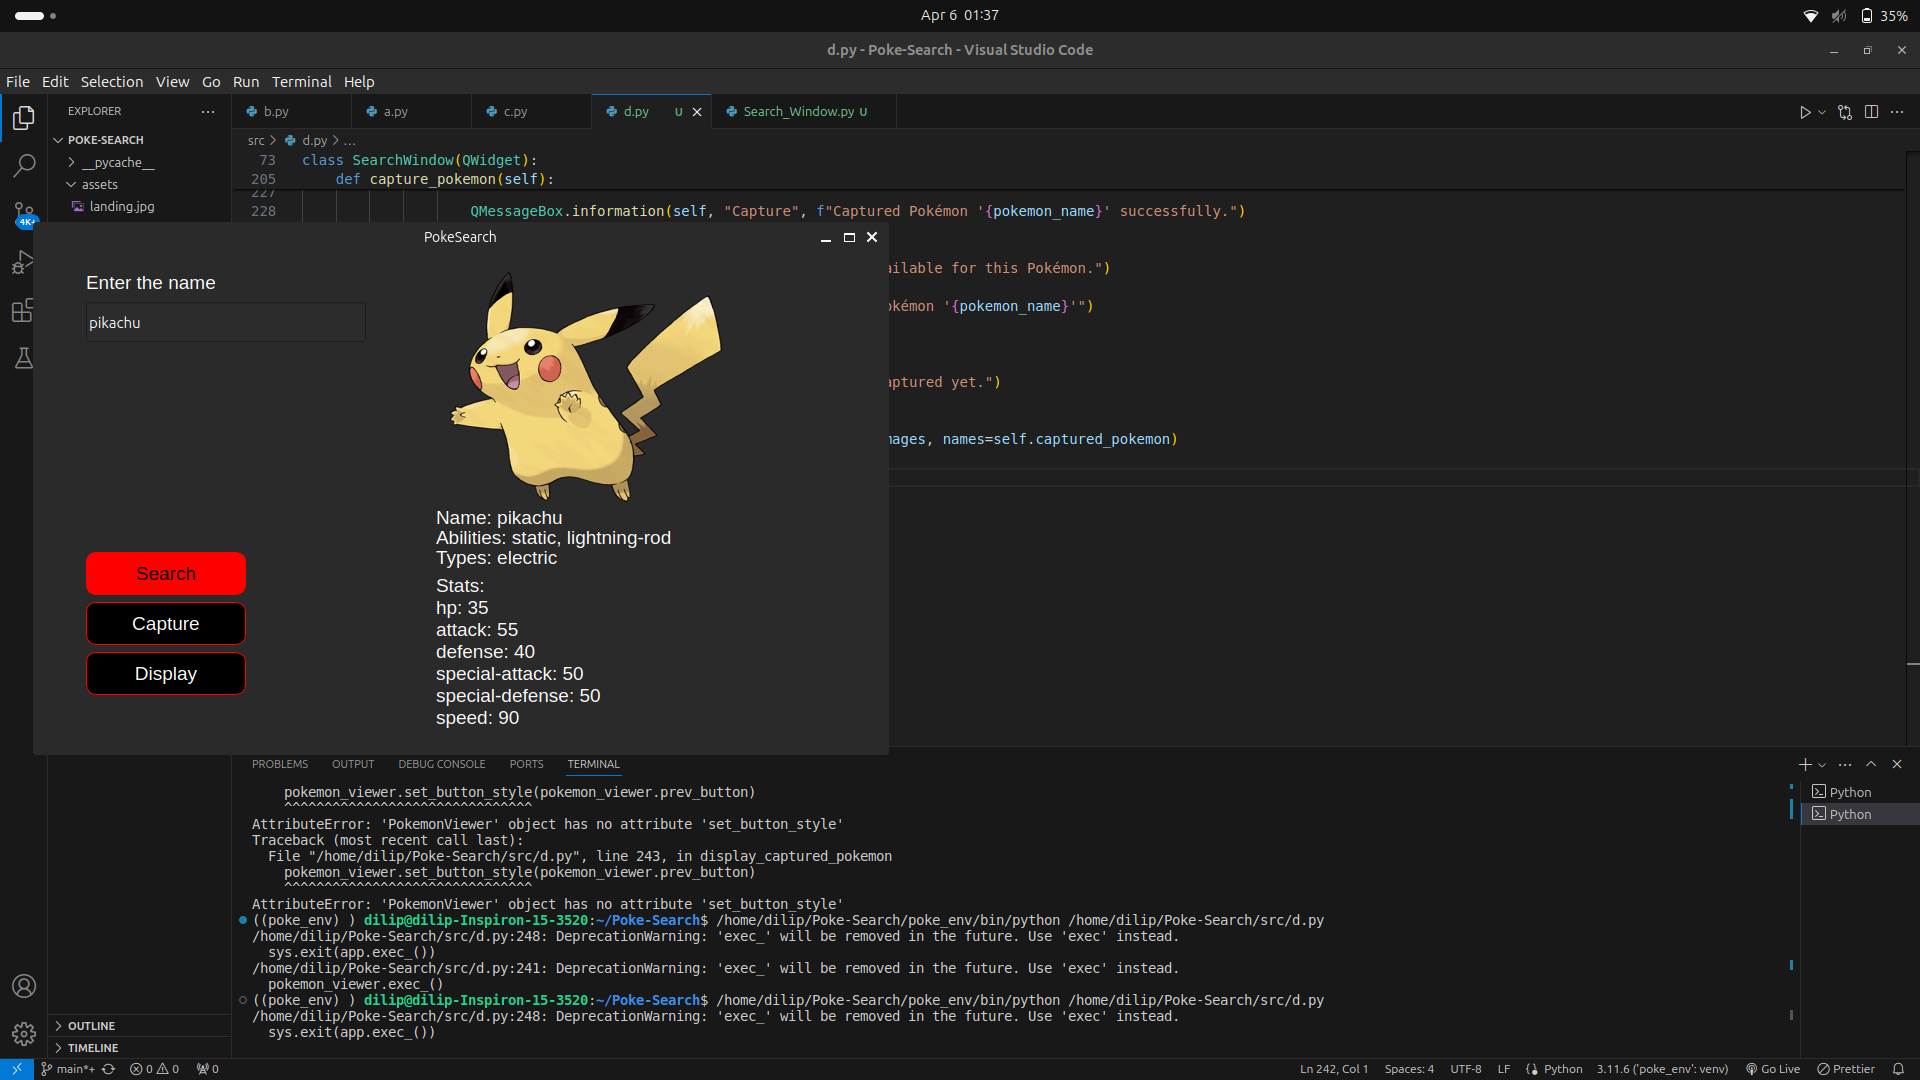 Apr 6 01:37
35%
d.py - Poke-Search - Visual Studio Code
File Edit Selection View Go Run Terminal Help
EXPLORER
b.py
a.py
c.py
d.py U
Search_Window.py U
POKE-SEARCH
__pycache__
assets
landing.jpg
4K+
src > d.py > ...
73 class SearchWindow(QWidget):
205 def capture_pokemon(self):
227
228 QMessageBox.information(self, "Capture", f"Captured Pokémon '{pokemon_name}' successfully.")
ailable for this Pokémon.")
okémon '{pokemon_name}'")
aptured yet.")
mages, names=self.captured_pokemon)
PokeSearch
Enter the name
pikachu
Search
Capture
Display
Name: pikachu
Abilities: static, lightning-rod
Types: electric
Stats:
hp: 35
attack: 55
defense: 40
special-attack: 50
special-defense: 50
speed: 90
PROBLEMS OUTPUT DEBUG CONSOLE PORTS TERMINAL
pokemon_viewer.set_button_style(pokemon_viewer.prev_button)
^^^^^^^^^^^^^^^^^^^^^^^^^^^^^^^
AttributeError: 'PokemonViewer' object has no attribute 'set_button_style'
Traceback (most recent call last):
File "/home/dilip/Poke-Search/src/d.py", line 243, in display_captured_pokemon
pokemon_viewer.set_button_style(pokemon_viewer.prev_button)
^^^^^^^^^^^^^^^^^^^^^^^^^^^^^^^
AttributeError: 'PokemonViewer' object has no attribute 'set_button_style'
((poke_env) ) dilip@dilip-Inspiron-15-3520:~/Poke-Search$ /home/dilip/Poke-Search/poke_env/bin/python /home/dilip/Poke-Search/src/d.py
/home/dilip/Poke-Search/src/d.py:248: DeprecationWarning: 'exec_' will be removed in the future. Use 'exec' instead.
sys.exit(app.exec_())
/home/dilip/Poke-Search/src/d.py:241: DeprecationWarning: 'exec_' will be removed in the future. Use 'exec' instead.
pokemon_viewer.exec_()
((poke_env) ) dilip@dilip-Inspiron-15-3520:~/Poke-Search$ /home/dilip/Poke-Search/poke_env/bin/python /home/dilip/Poke-Search/src/d.py
/home/dilip/Poke-Search/src/d.py:248: DeprecationWarning: 'exec_' will be removed in the future. Use 'exec' instead.
sys.exit(app.exec_())
Python
Python
OUTLINE
TIMELINE
main*+ 0 0 0 Ln 242, Col 1 Spaces: 4 UTF-8 LF Python 3.11.6 ('poke_env': venv) Go Live Prettier